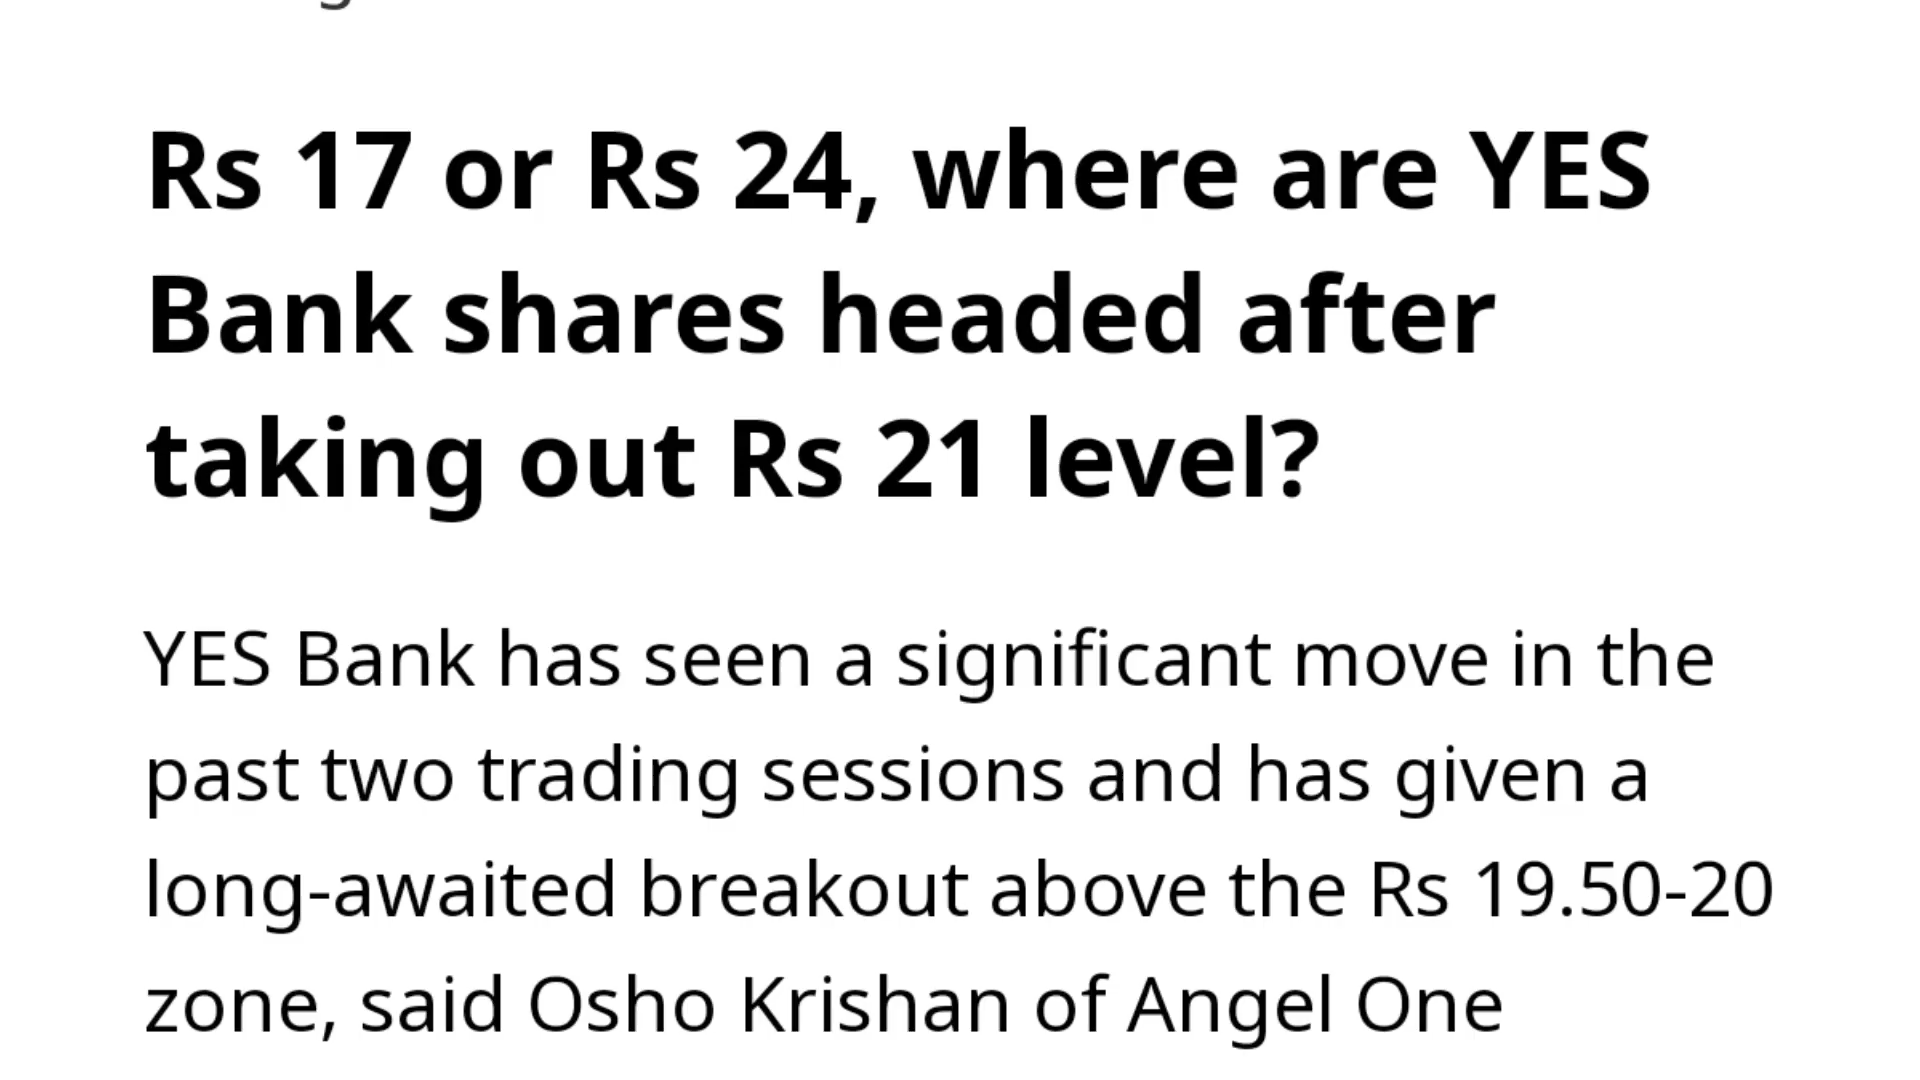 Rs 17 or Rs 24, where are YES
Bank shares headed after
taking out Rs 21 level?
YES Bank has seen a significant move in the
past two trading sessions and has given a
long-awaited breakout above the Rs 19.50-20
zone, said Osho Krishan of Angel One